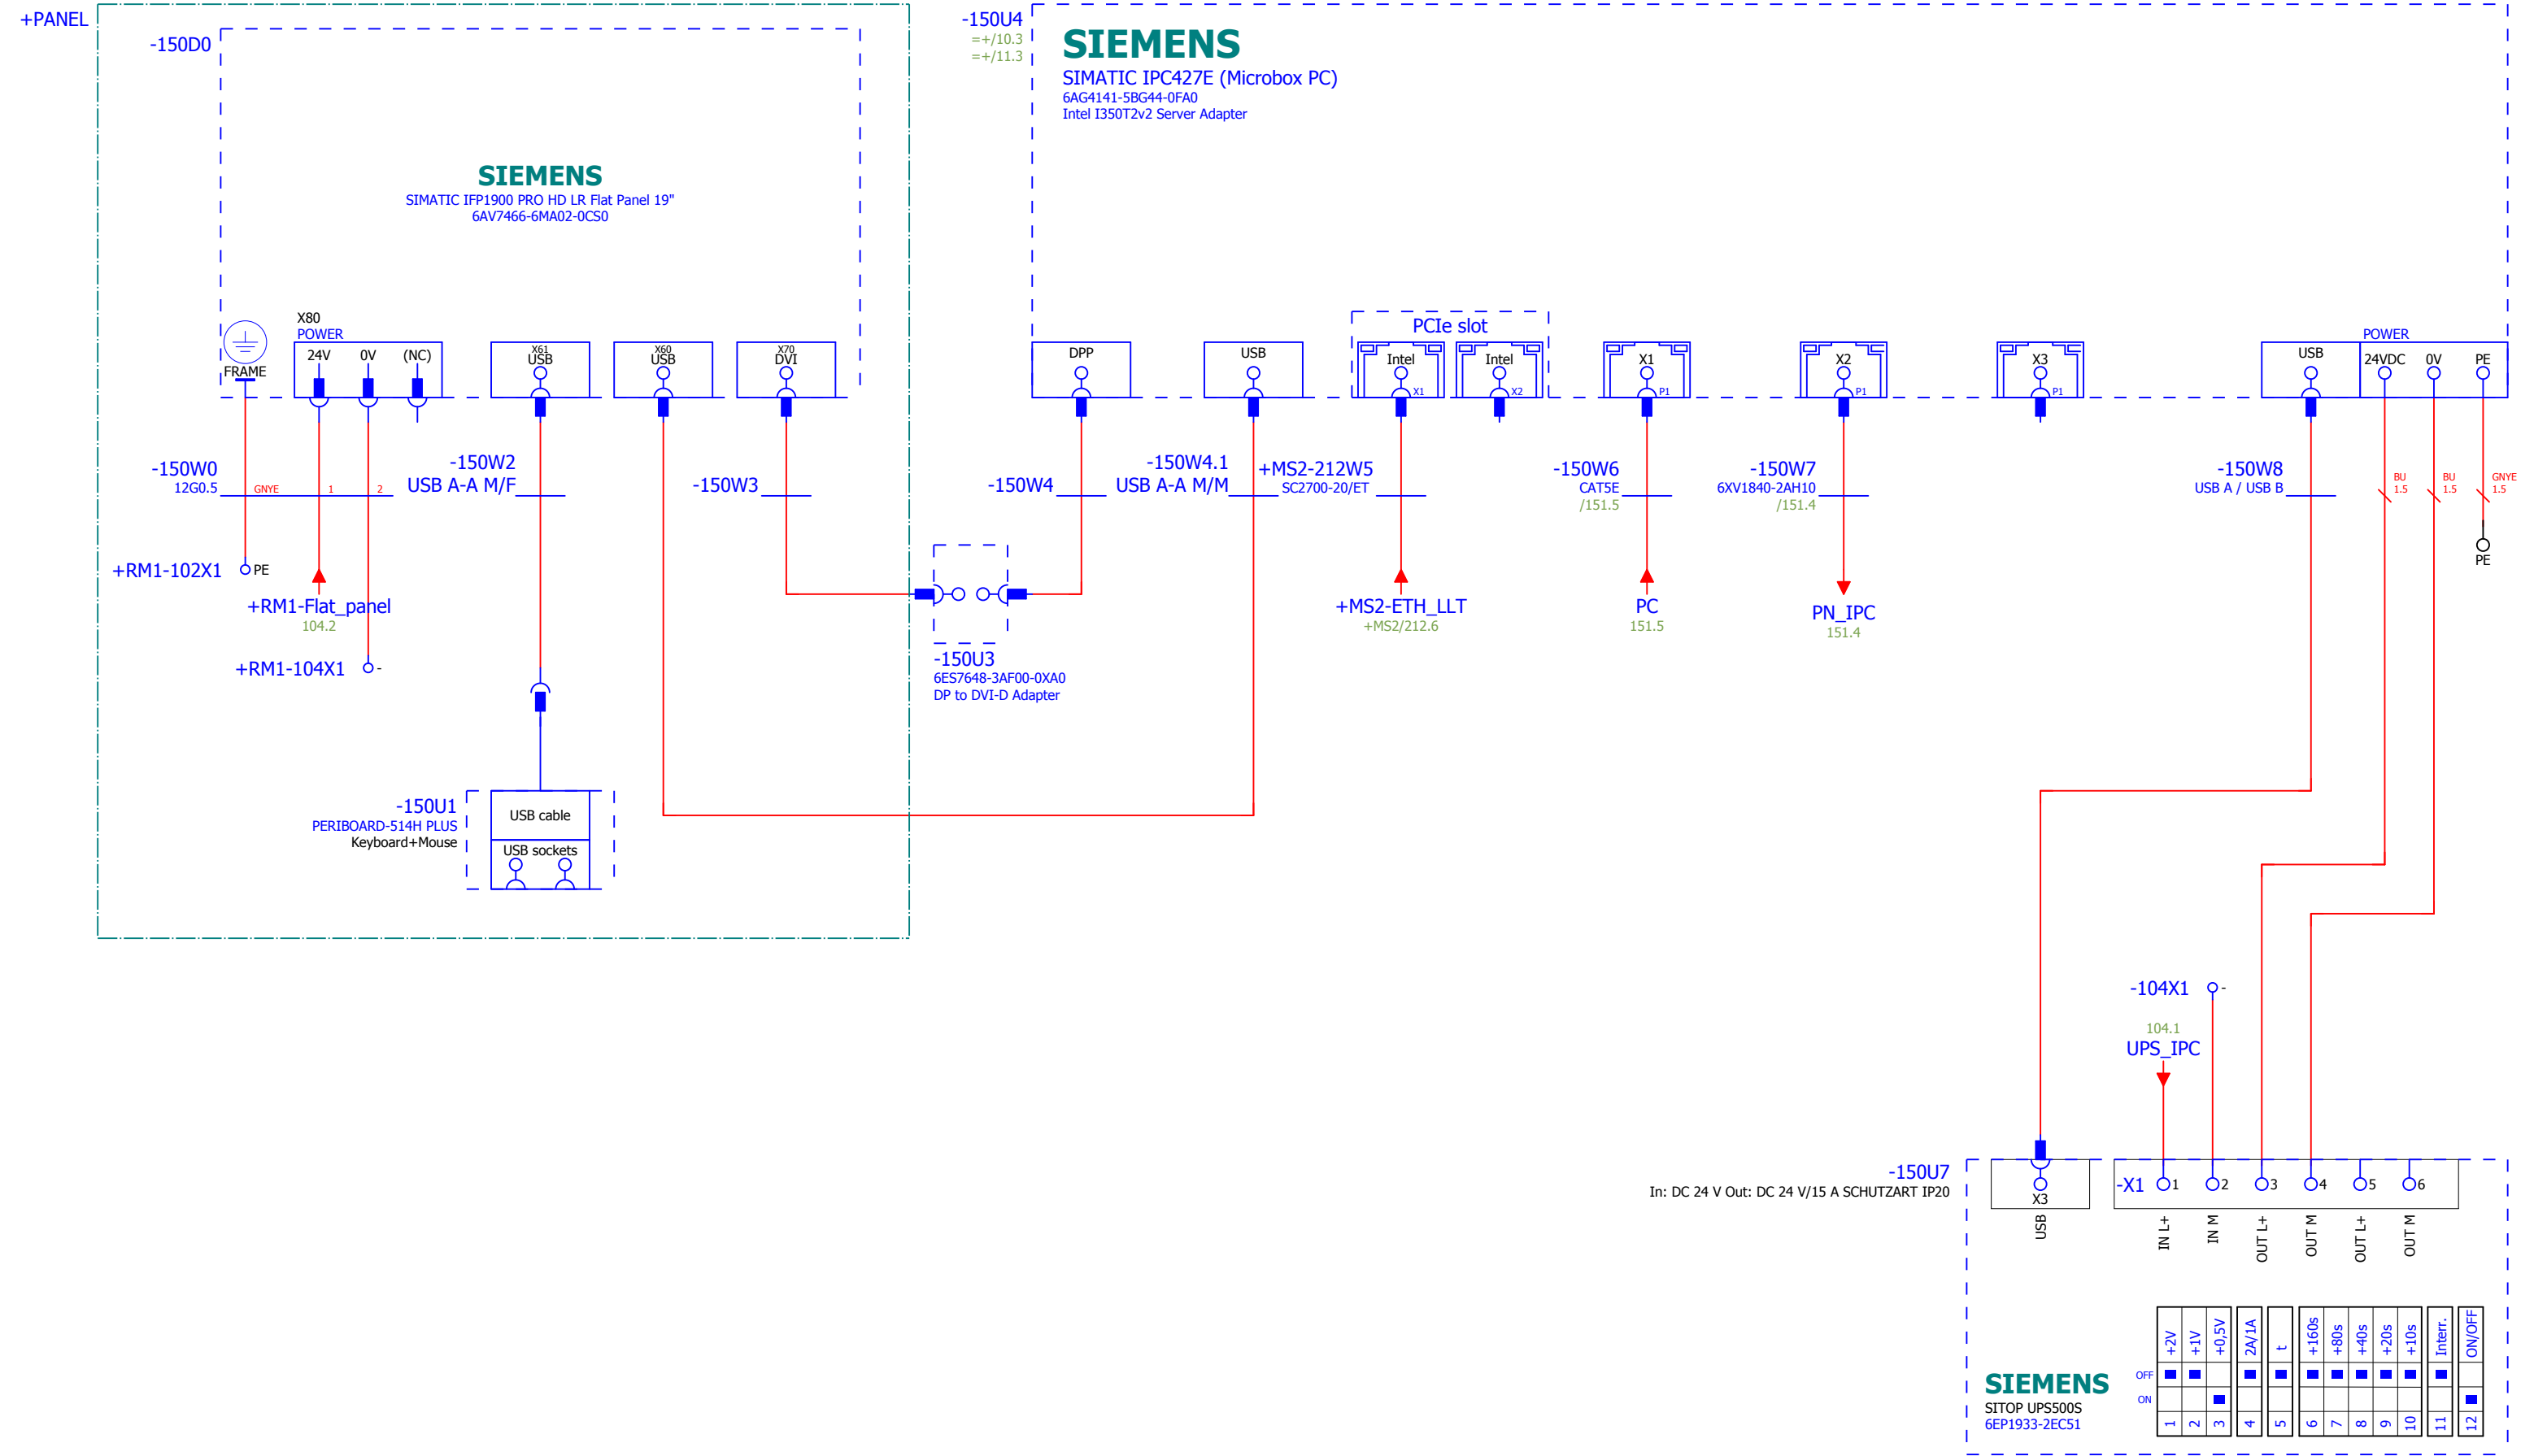 +PANEL
-150D0
SIEMENS
SIMATIC IFP1900 PRO HD LR Flat Panel 19"
6AV7466-6MA02-0CS0
-150U4
=+/10.3
=+/11.3
SIEMENS
SIMATIC IPC427E (Microbox PC)
6AG4141-5BG44-0FA0
Intel I350T2v2 Server Adapter
FRAME
X80
POWER
24V
0V
(NC)
X61
USB
X60
USB
X70
DVI
DPP
USB
PCIe slot
Intel
X1
Intel
X2
X1
P1
X2
P1
X3
P1
USB
POWER
24VDC
0V
PE
-150W0
12G0.5
GNYE
1
2
-150W2
USB A-A M/F
-150W3
-150W4
-150W4.1
USB A-A M/M
+MS2-212W5
SC2700-20/ET
-150W6
CAT5E
/151.5
-150W7
6XV1840-2AH10
/151.4
-150W8
USB A / USB B
BU
1.5
BU
1.5
GNYE
1.5
PE
+RM1-102X1
PE
+RM1-Flat_panel
104.2
+RM1-104X1
-
-150U3
6ES7648-3AF00-0XA0
DP to DVI-D Adapter
+MS2-ETH_LLT
+MS2/212.6
PC
151.5
PN_IPC
151.4
-150U1
PERIBOARD-514H PLUS
Keyboard+Mouse
USB cable
USB sockets
-104X1
-
104.1
UPS_IPC
-150U7
In: DC 24 V Out: DC 24 V/15 A SCHUTZART IP20
X3
USB
-X1
1
2
3
4
5
6
IN L+
IN M
OUT L+
OUT M
OUT L+
OUT M
SIEMENS
SITOP UPS500S
6EP1933-2EC51
OFF
ON
+2V
+1V
+0,5V
2A/1A
t
+160s
+80s
+40s
+20s
+10s
Interr.
ON/OFF
1
2
3
4
5
6
7
8
9
10
11
12